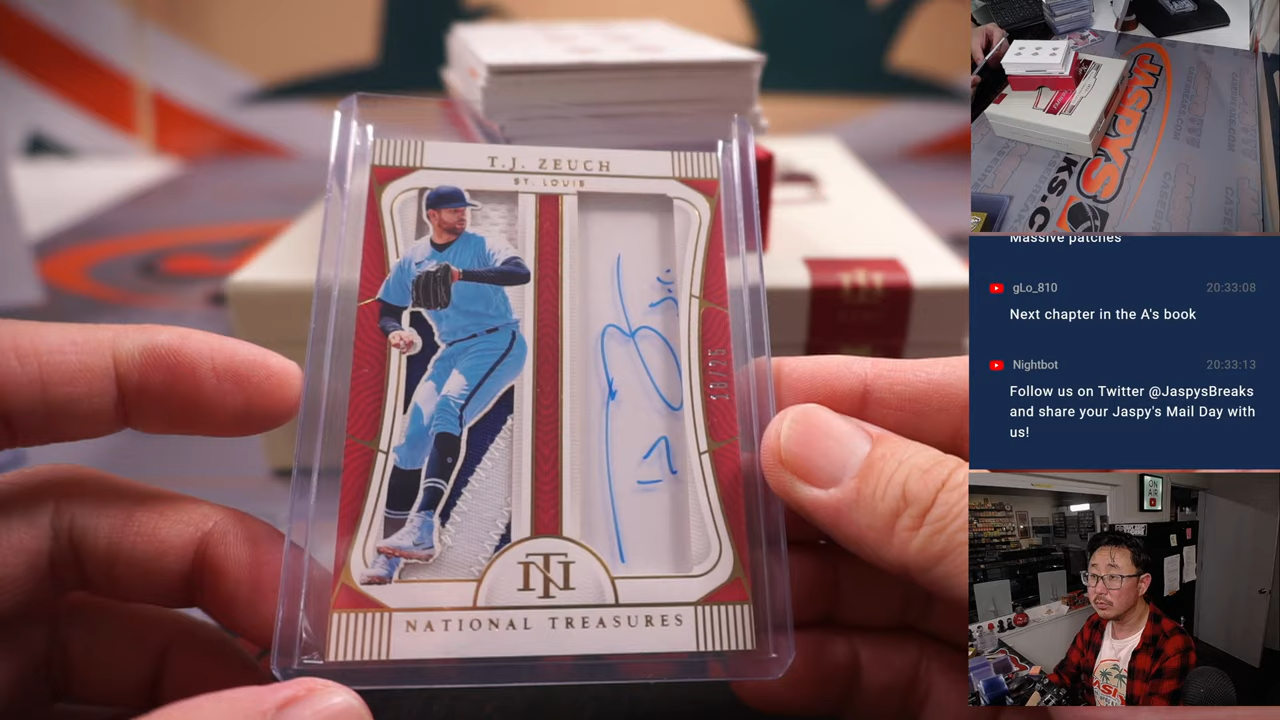 T.J. ZEUCH
ST. LOUIS
NATIONAL TREASURES
JASPYS
Massive patches
gLo_810
20:33:08
Next chapter in the A's book
Nightbot
20:33:13
Follow us on Twitter @JaspysBreaks
and share your Jaspy's Mail Day with
us!
ON
AIR